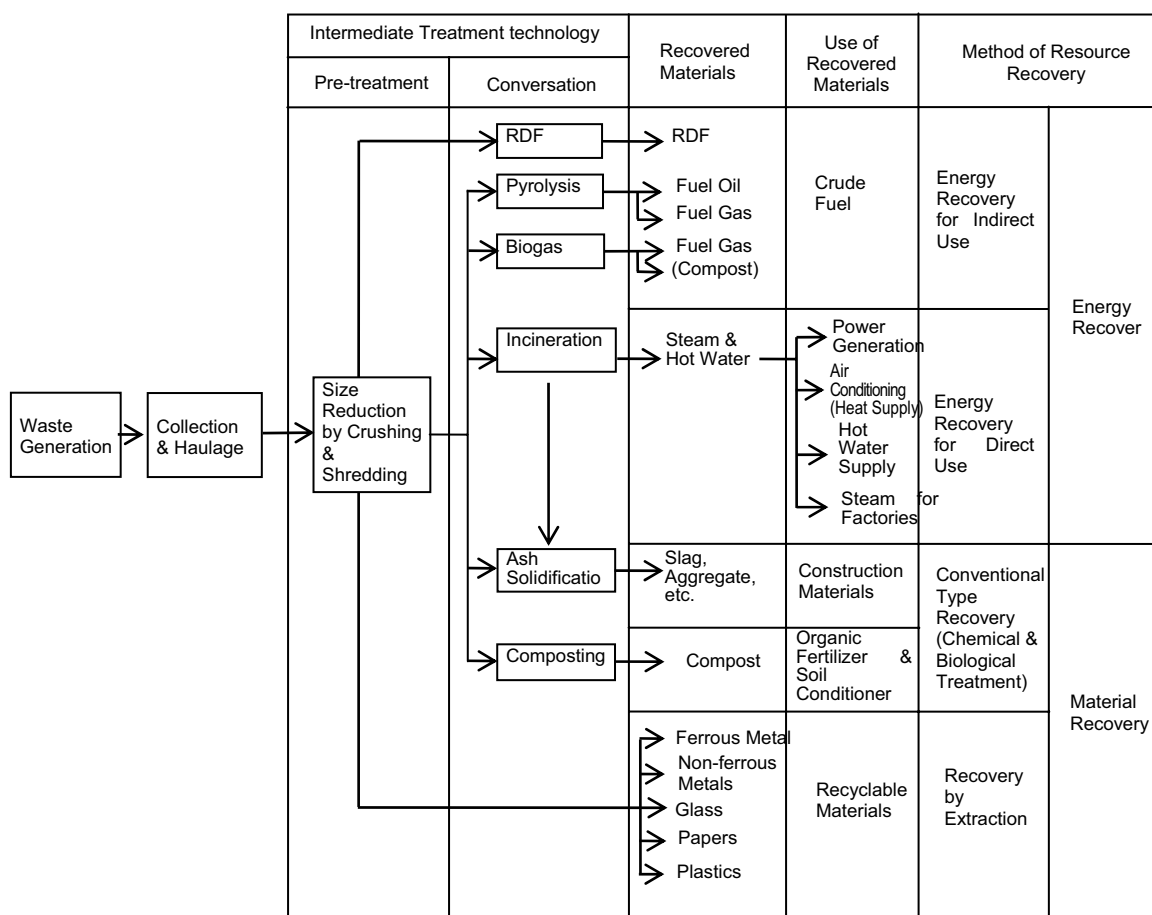 Intermediate Treatment technology
Recovered
Materials
Use of
Recovered
Materials
Method of Resource
Recovery
Pre-treatment
Conversation
RDF
RDF
Pyrolysis
Fuel Oil
Fuel Gas
Biogas
Fuel Gas
(Compost)
Crude
Fuel
Energy
Recovery
for Indirect
Use
Energy
Recover
Incineration
Steam &
Hot Water
Power
Generation
Air
Conditioning
(Heat Supply)
Hot
Water
Supply
Steam for
Factories
Energy
Recovery
for Direct
Use
Waste
Generation
Collection
& Haulage
Size
Reduction
by Crushing
&
Shredding
Ash
Solidificatio
Slag,
Aggregate,
etc.
Construction
Materials
Conventional
Type
Recovery
(Chemical &
Biological
Treatment)
Composting
Compost
Organic
Fertilizer &
Soil
Conditioner
Material
Recovery
Ferrous Metal
Non-ferrous
Metals
Glass
Papers
Plastics
Recyclable
Materials
Recovery
by
Extraction